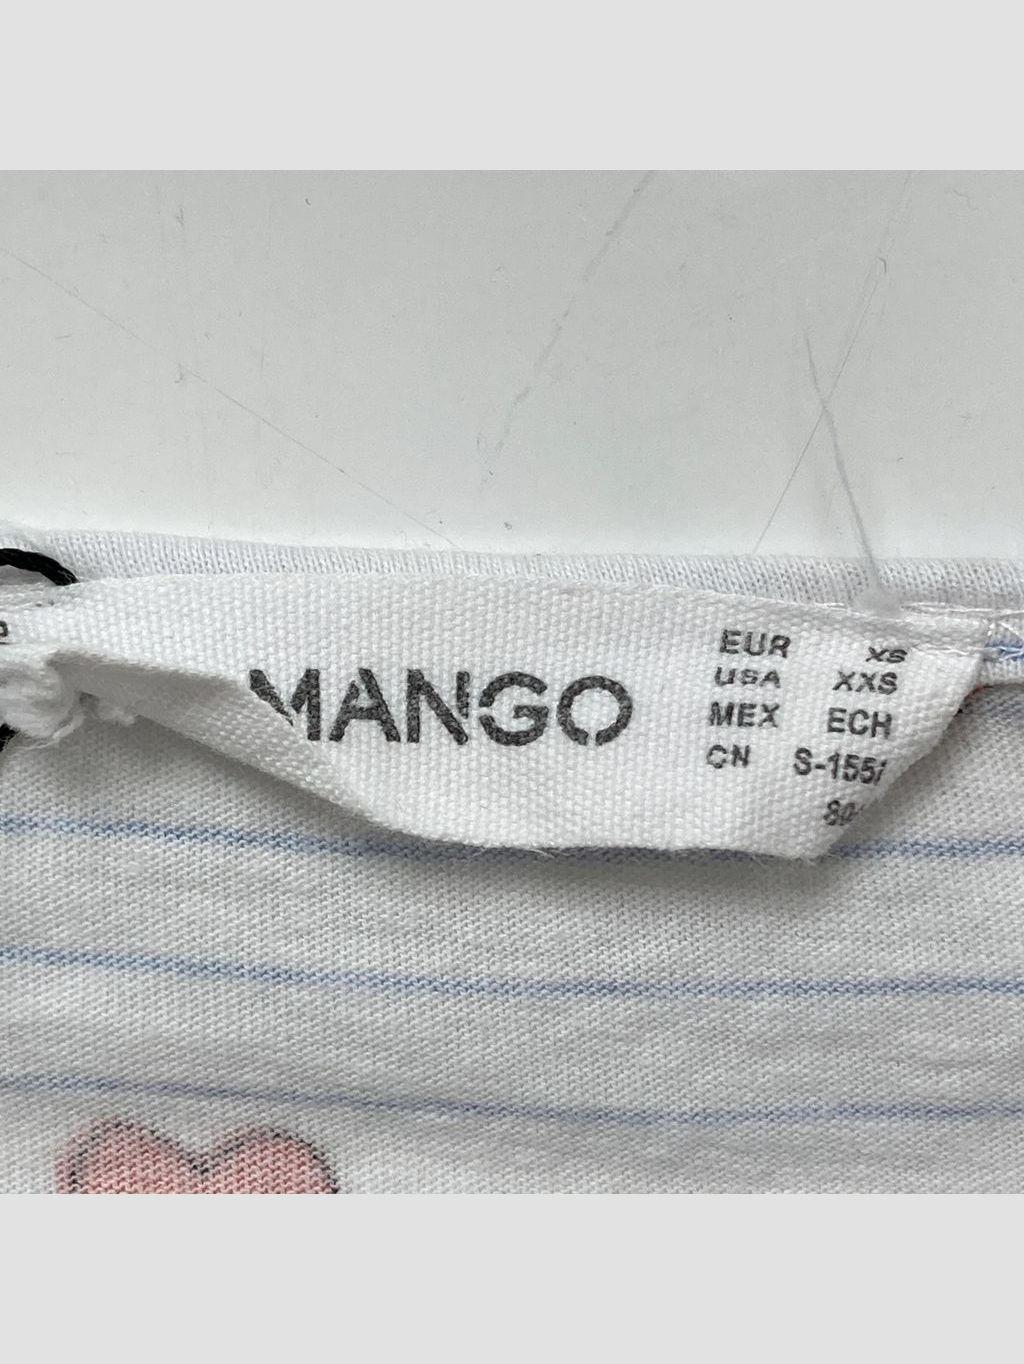 MANGO
EUR XS
USA XXS
MEX ECH
CN S-155/